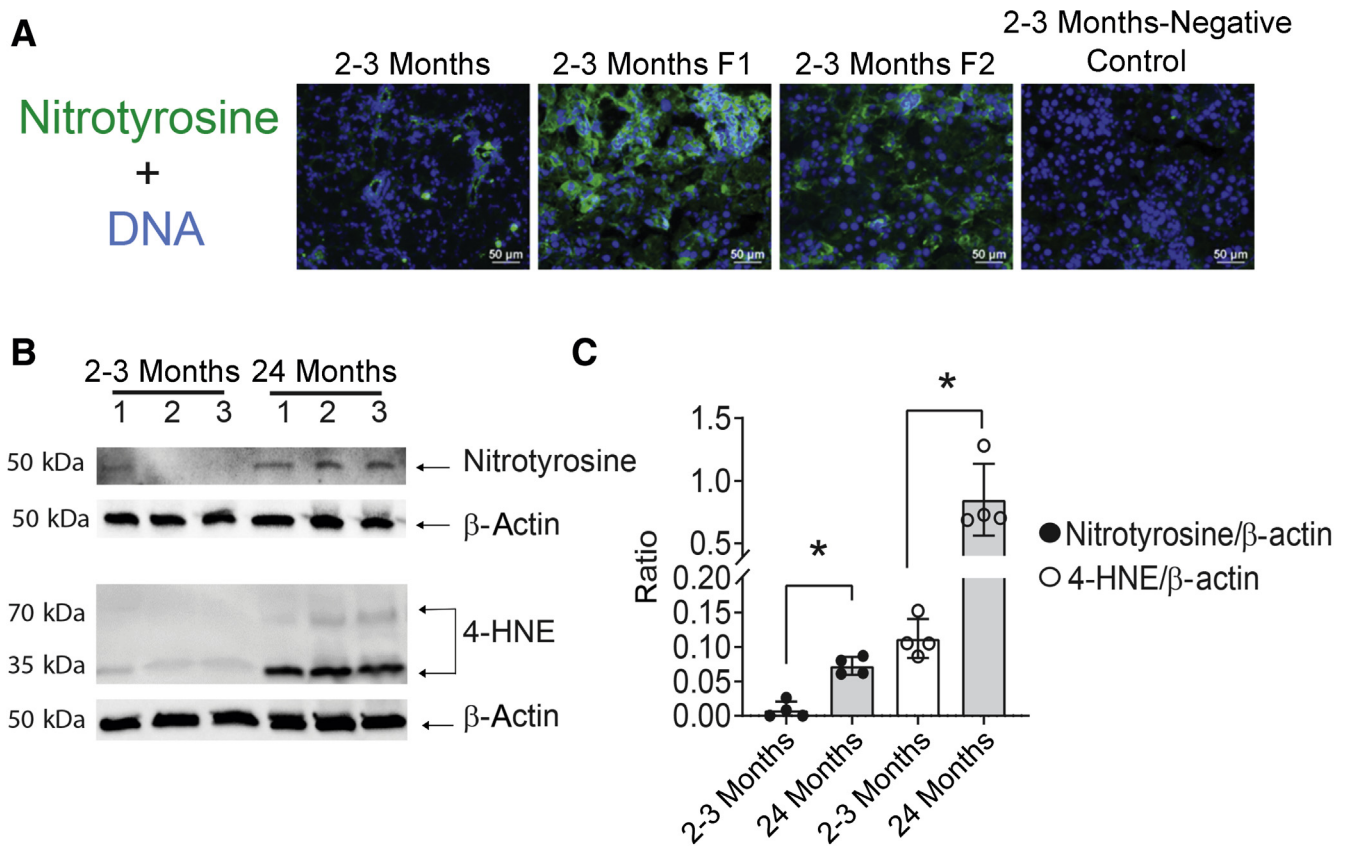 A
2-3 Months
2-3 Months F1
2-3 Months F2
2-3 Months-Negative
Control
Nitrotyrosine
+
DNA
50 µm
50 µm
50 µm
50 µm
B
2-3 Months 24 Months
1 2 3 1 2 3
50 kDa
Nitrotyrosine
50 kDa
β-Actin
70 kDa
4-HNE
35 kDa
50 kDa
β-Actin
C
*
*
1.5
1.0
0.5
0.20
0.15
0.10
0.05
0.00
Ratio
2-3 Months
24 Months
2-3 Months
24 Months
Nitrotyrosine/β-actin
4-HNE/β-actin